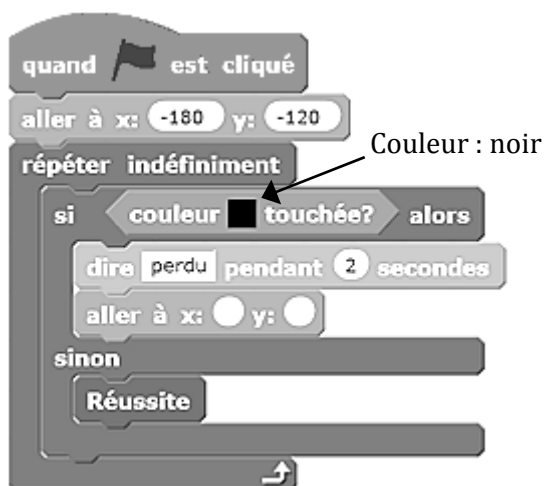 quand est cliqué
aller à x: -180 y: -120
Couleur : noir
répéter indéfiniment
si couleur touchée? alors
dire perdu pendant 2 secondes
aller à x: y:
sinon
Réussite